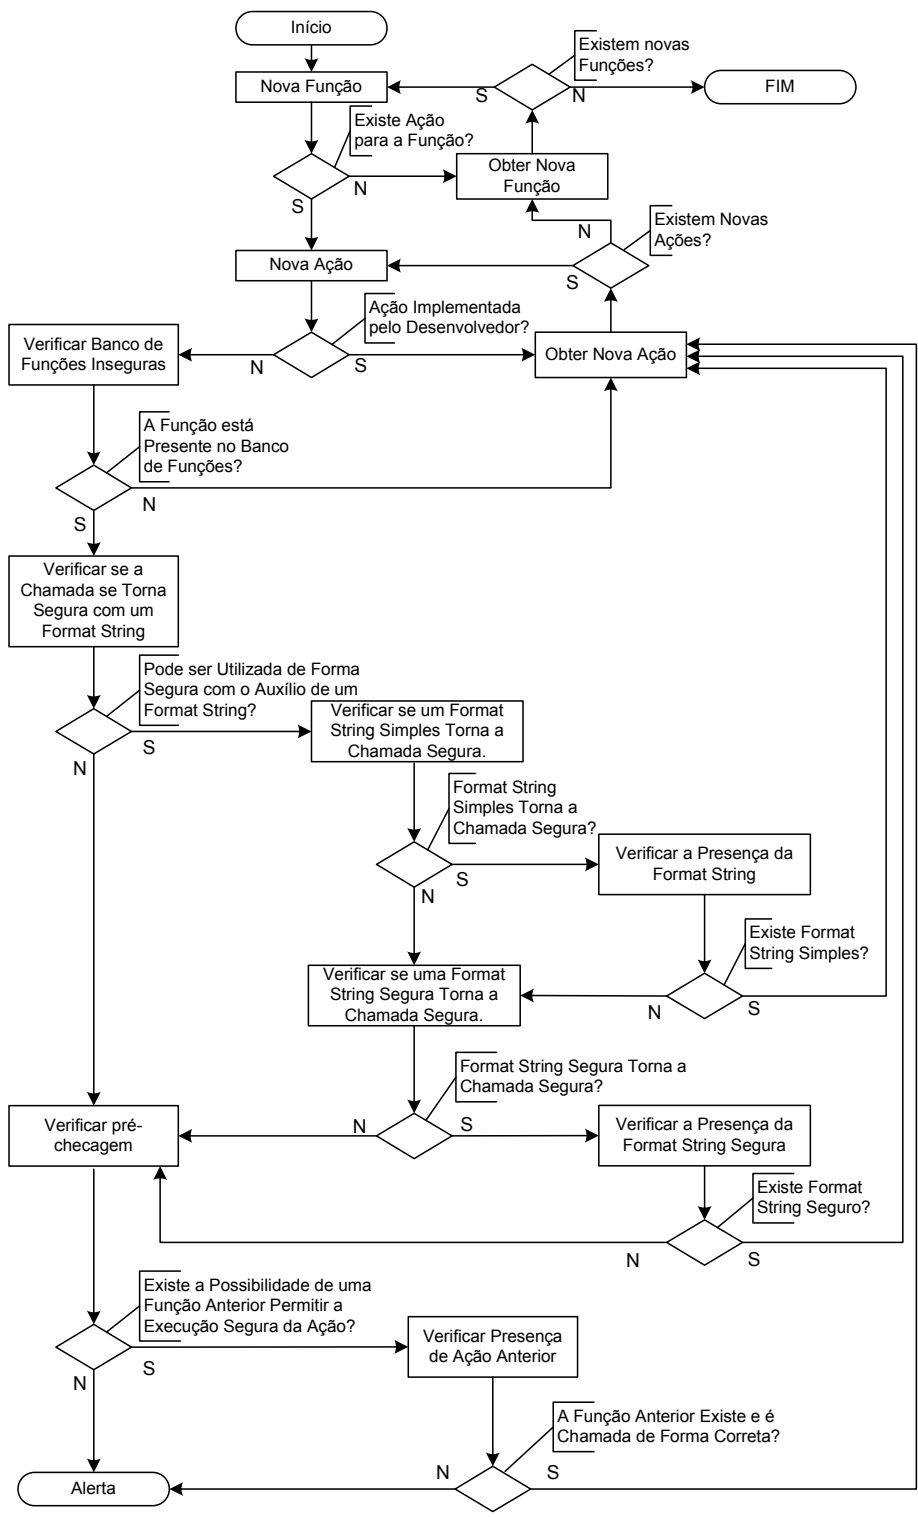 Início
Existem novas
Funções?
Nova Função
S
N
FIM
Existe Ação
para a Função?
Obter Nova
Função
N
S
Existem Novas
Ações?
N
Nova Ação
S
Ação Implementada
pelo Desenvolvedor?
Verificar Banco de
Funções Inseguras
N
S
Obter Nova Ação
A Função está
Presente no Banco
de Funções?
N
S
Verificar se a
Chamada se Torna
Segura com um
Format String
Pode ser Utilizada de Forma
Segura com o Auxílio de um
Format String?
S
N
Verificar se um Format
String Simples Torna a
Chamada Segura.
Format String
Simples Torna a
Chamada Segura?
S
N
Verificar a Presença da
Format String
Existe Format
String Simples?
N
S
Verificar se uma Format
String Segura Torna a
Chamada Segura.
Format String Segura Torna a
Chamada Segura?
N
S
Verificar pré-
checagem
Verificar a Presença da
Format String Segura
Existe Format
String Seguro?
N
S
Existe a Possibilidade de uma
Função Anterior Permitir a
Execução Segura da Ação?
S
N
Verificar Presença
de Ação Anterior
A Função Anterior Existe e é
Chamada de Forma Correta?
N
S
Alerta